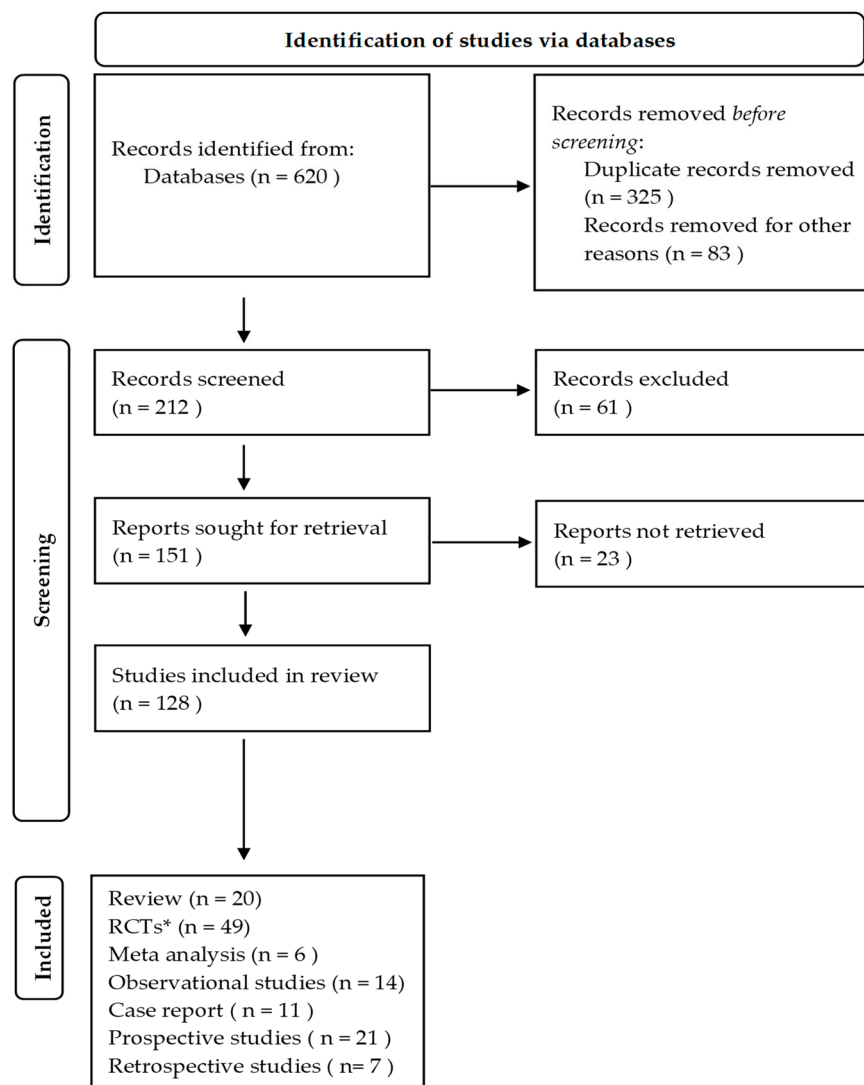 Identification of studies via databases
Identification
Records identified from:
Databases (n = 620 )
Records removed before
screening:
Duplicate records removed
(n = 325 )
Records removed for other
reasons (n = 83 )
Screening
Records screened
(n = 212 )
Records excluded
(n = 61 )
Reports sought for retrieval
(n = 151 )
Reports not retrieved
(n = 23 )
Studies included in review
(n = 128 )
Included
Review (n = 20)
RCTs* (n = 49)
Meta analysis (n = 6 )
Observational studies (n = 14)
Case report ( n = 11 )
Prospective studies ( n = 21 )
Retrospective studies ( n= 7 )